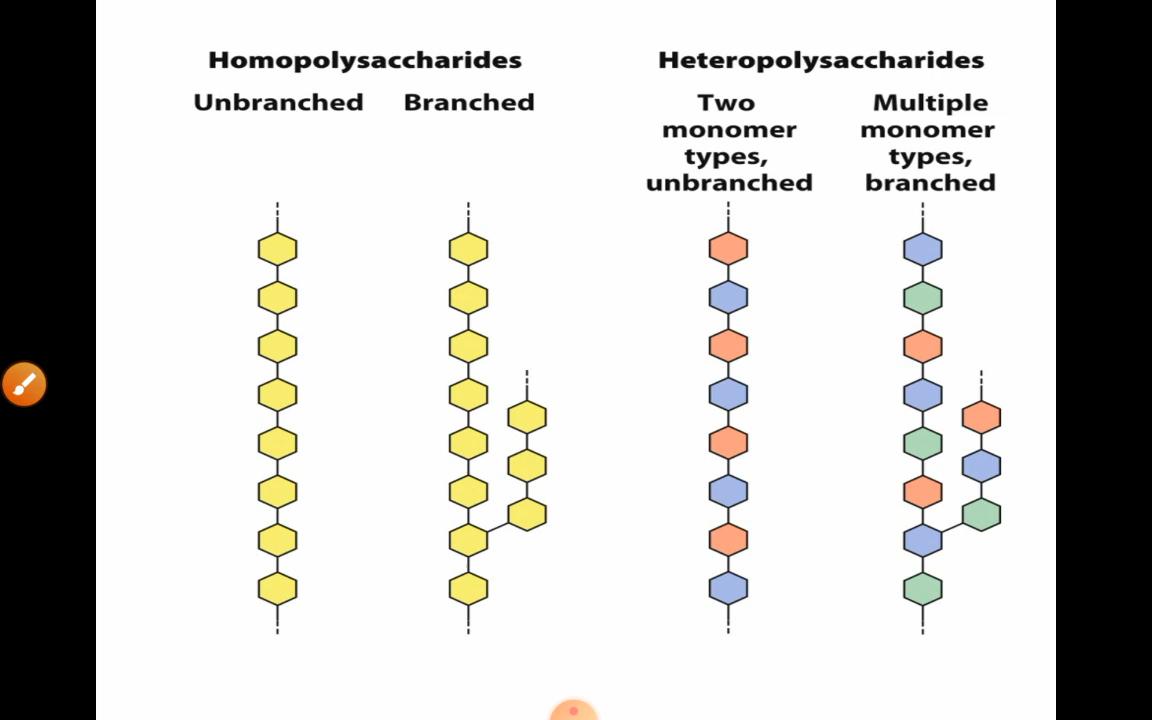 Homopolysaccharides
Unbranched
Branched
Heteropolysaccharides
Two
monomer
types,
unbranched
Multiple
monomer
types,
branched